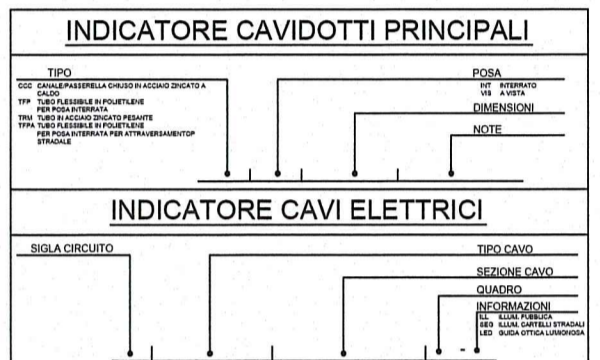 INDICATORE CAVIDOTTI PRINCIPALI
TIPO
CCC CANALE/PASSERELLA CHIUSO IN ACCIAIO ZINCATO A
CALDO
TFP TUBO FLESSIBILE IN POLIETILENE
PER POSA INTERRATA
TRM TUBO IN ACCIAIO ZINCATO PESANTE
TFPA TUBO FLESSIBILE IN POLIETILENE
PER POSA INTERRATA PER ATTRAVERSAMENTOP
STRADALE
POSA
INT INTERRATO
VIS A VISTA
DIMENSIONI
NOTE
INDICATORE CAVI ELETTRICI
SIGLA CIRCUITO
TIPO CAVO
SEZIONE CAVO
QUADRO
INFORMAZIONI
ILL ILLUM. PUBBLICA
SEG ILLUM. CARTELLI STRADALI
LED GUIDA OTTICA LUMIONOSA
-